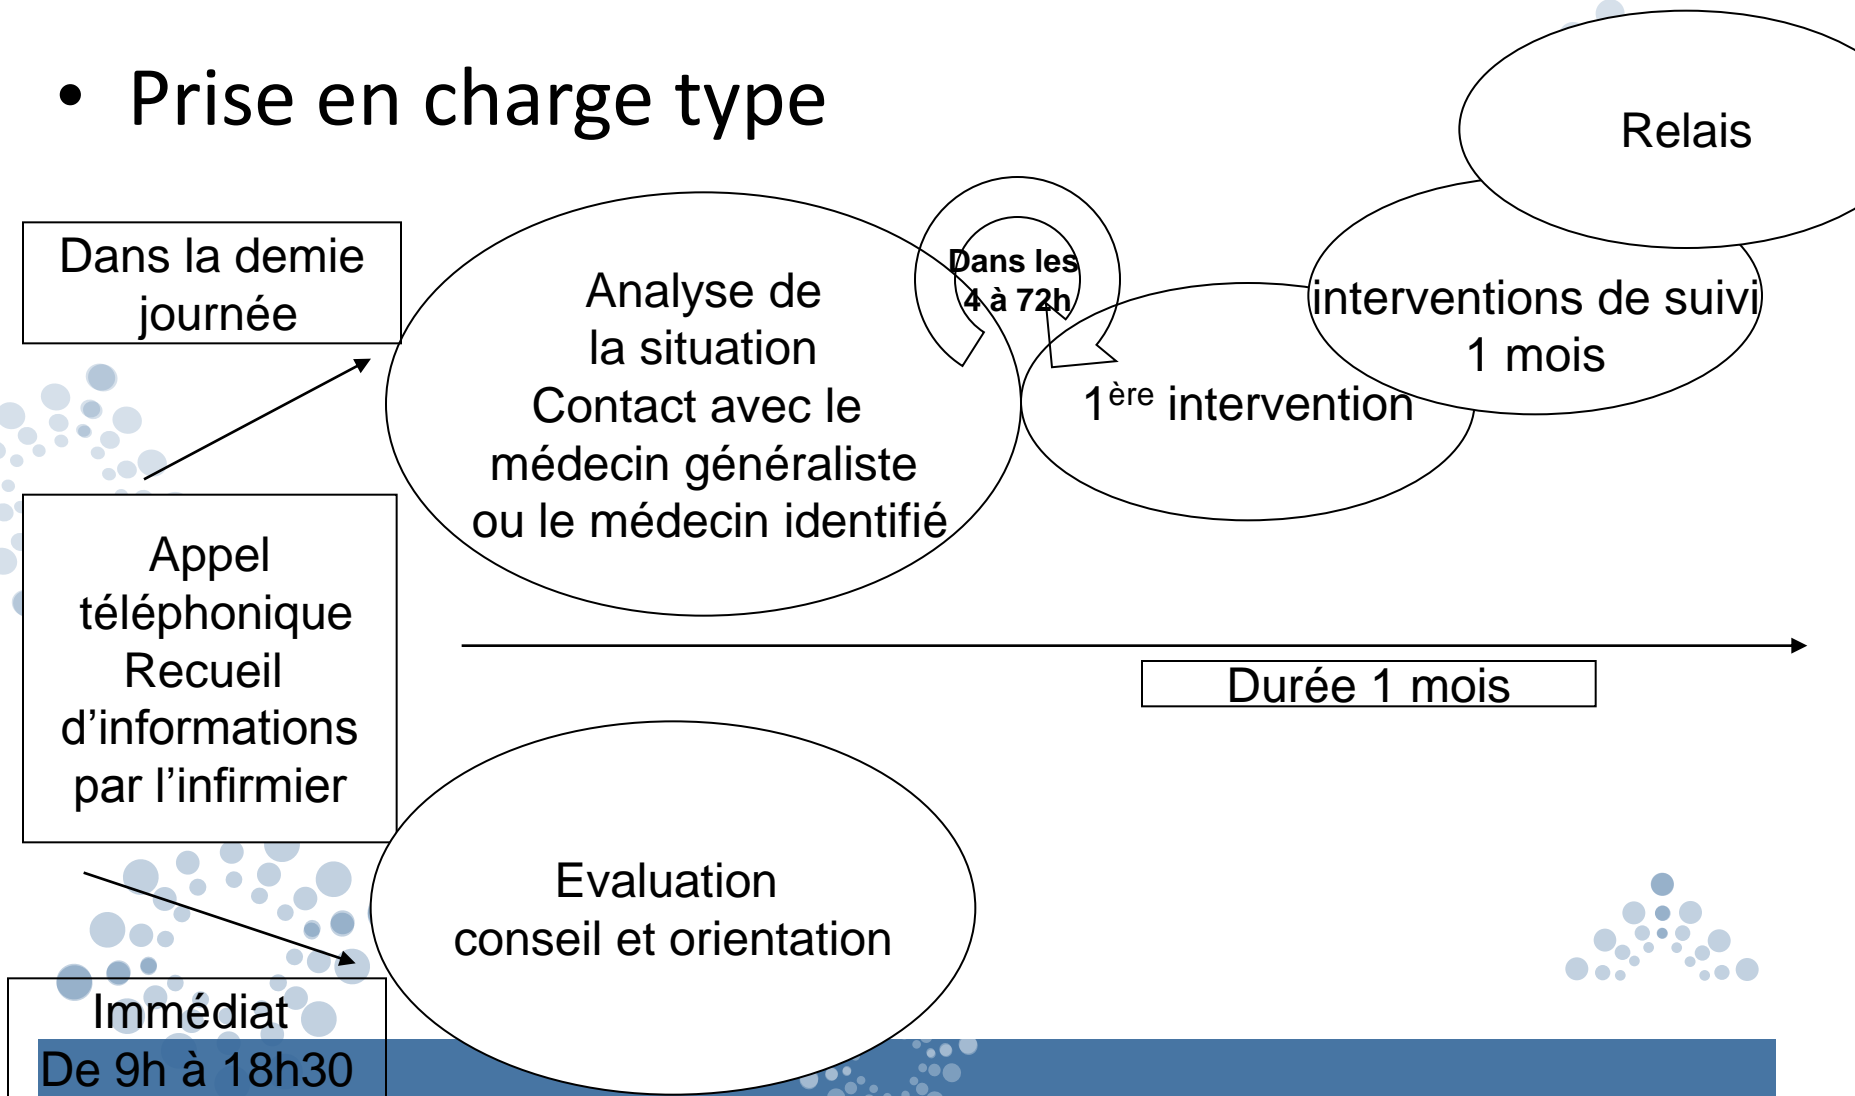 • Prise en charge type
Relais
Dans la demie
journée
Analyse de
la situation
Contact avec le
médecin généraliste
ou le médecin identifié
Dans les
4 à 72h
1ère intervention
interventions de suivi
1 mois
Appel
téléphonique
Recueil
d’informations
par l’infirmier
Durée 1 mois
Evaluation
conseil et orientation
Immédiat
De 9h à 18h30